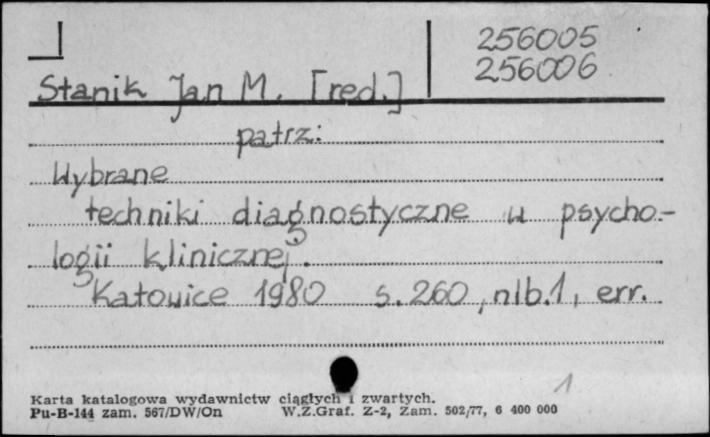 256005
256006
Stanik Jan M. [red.]
patrz:
Wybrane
techniki diagnostyczne w psycho-
logii klinicznej.
Katowice 1980 s. 260, nlb. 1, err.
1
Karta katalogowa wydawnictw ciągłych i zwartych.
Pu-B-144 zam. 567/DW/On W.Z.Graf. Z-2, Zam. 502/77, 6 400 000